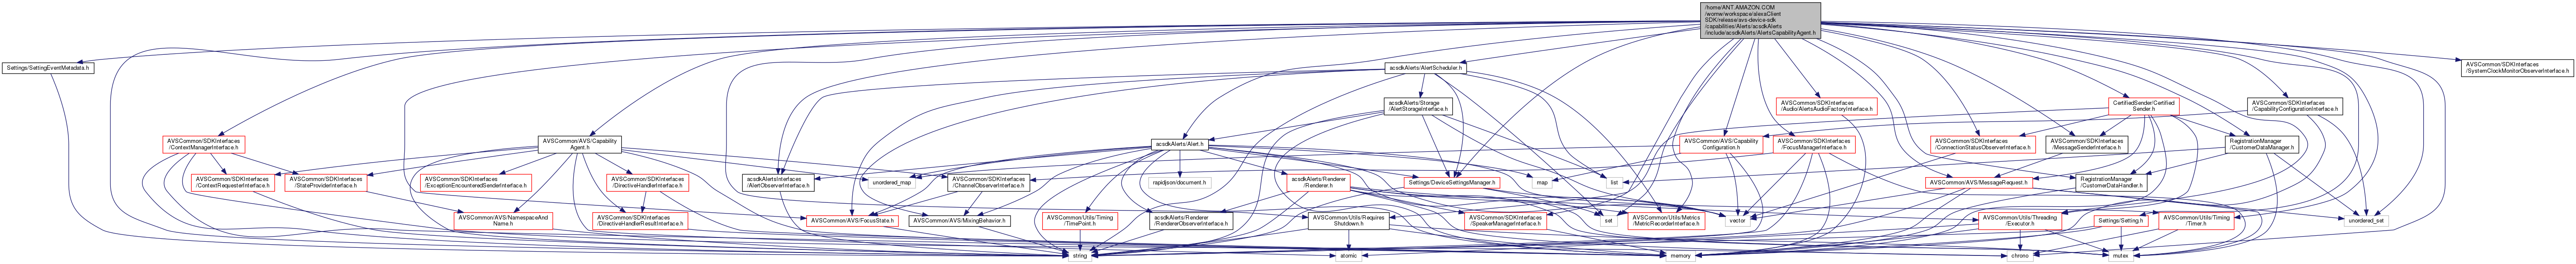 /home/ANT.AMAZON.COM
/womw/workspace/alexaClient
SDK/release/avs-device-sdk
/capabilities/Alerts/acsdkAlerts
/include/acsdkAlerts/AlertsCapabilityAgent.h
Settings/SettingEventMetadata.h
acsdkAlerts/AlertScheduler.h
AVSCommon/SDKInterfaces
/SystemClockMonitorObserverInterface.h
acsdkAlerts/Storage
/AlertStorageInterface.h
AVSCommon/SDKInterfaces
/Audio/AlertsAudioFactoryInterface.h
CertifiedSender/Certified
Sender.h
AVSCommon/SDKInterfaces
/CapabilityConfigurationInterface.h
AVSCommon/SDKInterfaces
/ContextManagerInterface.h
AVSCommon/AVS/Capability
Agent.h
acsdkAlerts/Alert.h
AVSCommon/AVS/Capability
Configuration.h
AVSCommon/SDKInterfaces
/FocusManagerInterface.h
AVSCommon/SDKInterfaces
/ConnectionStatusObserverInterface.h
AVSCommon/SDKInterfaces
/MessageSenderInterface.h
RegistrationManager
/CustomerDataManager.h
AVSCommon/SDKInterfaces
/ContextRequesterInterface.h
AVSCommon/SDKInterfaces
/StateProviderInterface.h
AVSCommon/SDKInterfaces
/ExceptionEncounteredSenderInterface.h
AVSCommon/SDKInterfaces
/DirectiveHandlerInterface.h
acsdkAlertsInterfaces
/AlertObserverInterface.h
unordered_map
AVSCommon/SDKInterfaces
/ChannelObserverInterface.h
rapidjson/document.h
acsdkAlerts/Renderer
/Renderer.h
Settings/DeviceSettingsManager.h
map
list
AVSCommon/AVS/MessageRequest.h
RegistrationManager
/CustomerDataHandler.h
AVSCommon/AVS/NamespaceAnd
Name.h
AVSCommon/SDKInterfaces
/DirectiveHandlerResultInterface.h
AVSCommon/AVS/FocusState.h
AVSCommon/AVS/MixingBehavior.h
AVSCommon/Utils/Timing
/TimePoint.h
acsdkAlerts/Renderer
/RendererObserverInterface.h
AVSCommon/Utils/Requires
Shutdown.h
AVSCommon/SDKInterfaces
/SpeakerManagerInterface.h
set
AVSCommon/Utils/Metrics
/MetricRecorderInterface.h
vector
AVSCommon/Utils/Threading
/Executor.h
Settings/Setting.h
AVSCommon/Utils/Timing
/Timer.h
unordered_set
string
atomic
memory
chrono
mutex